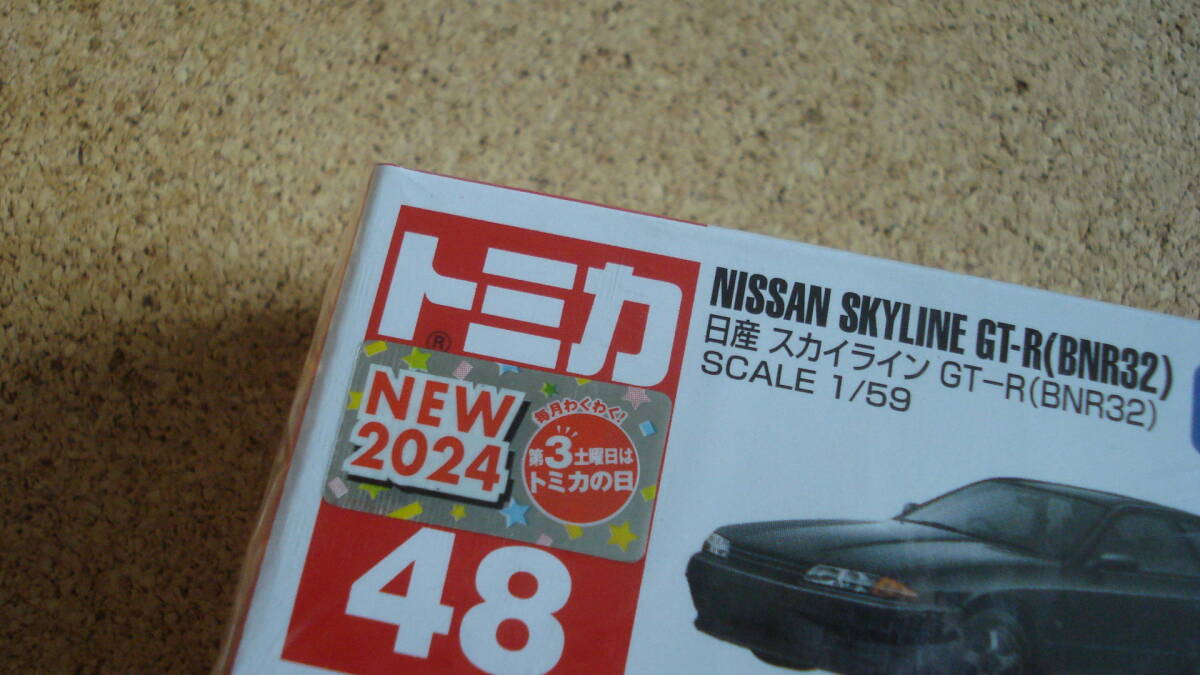 トミカ
®
NEW
2024
毎月わくわく!
第3土曜日は
トミカの日
48
NISSAN SKYLINE GT-R(BNR32)
日産 スカイライン GT-R(BNR32)
SCALE 1/59